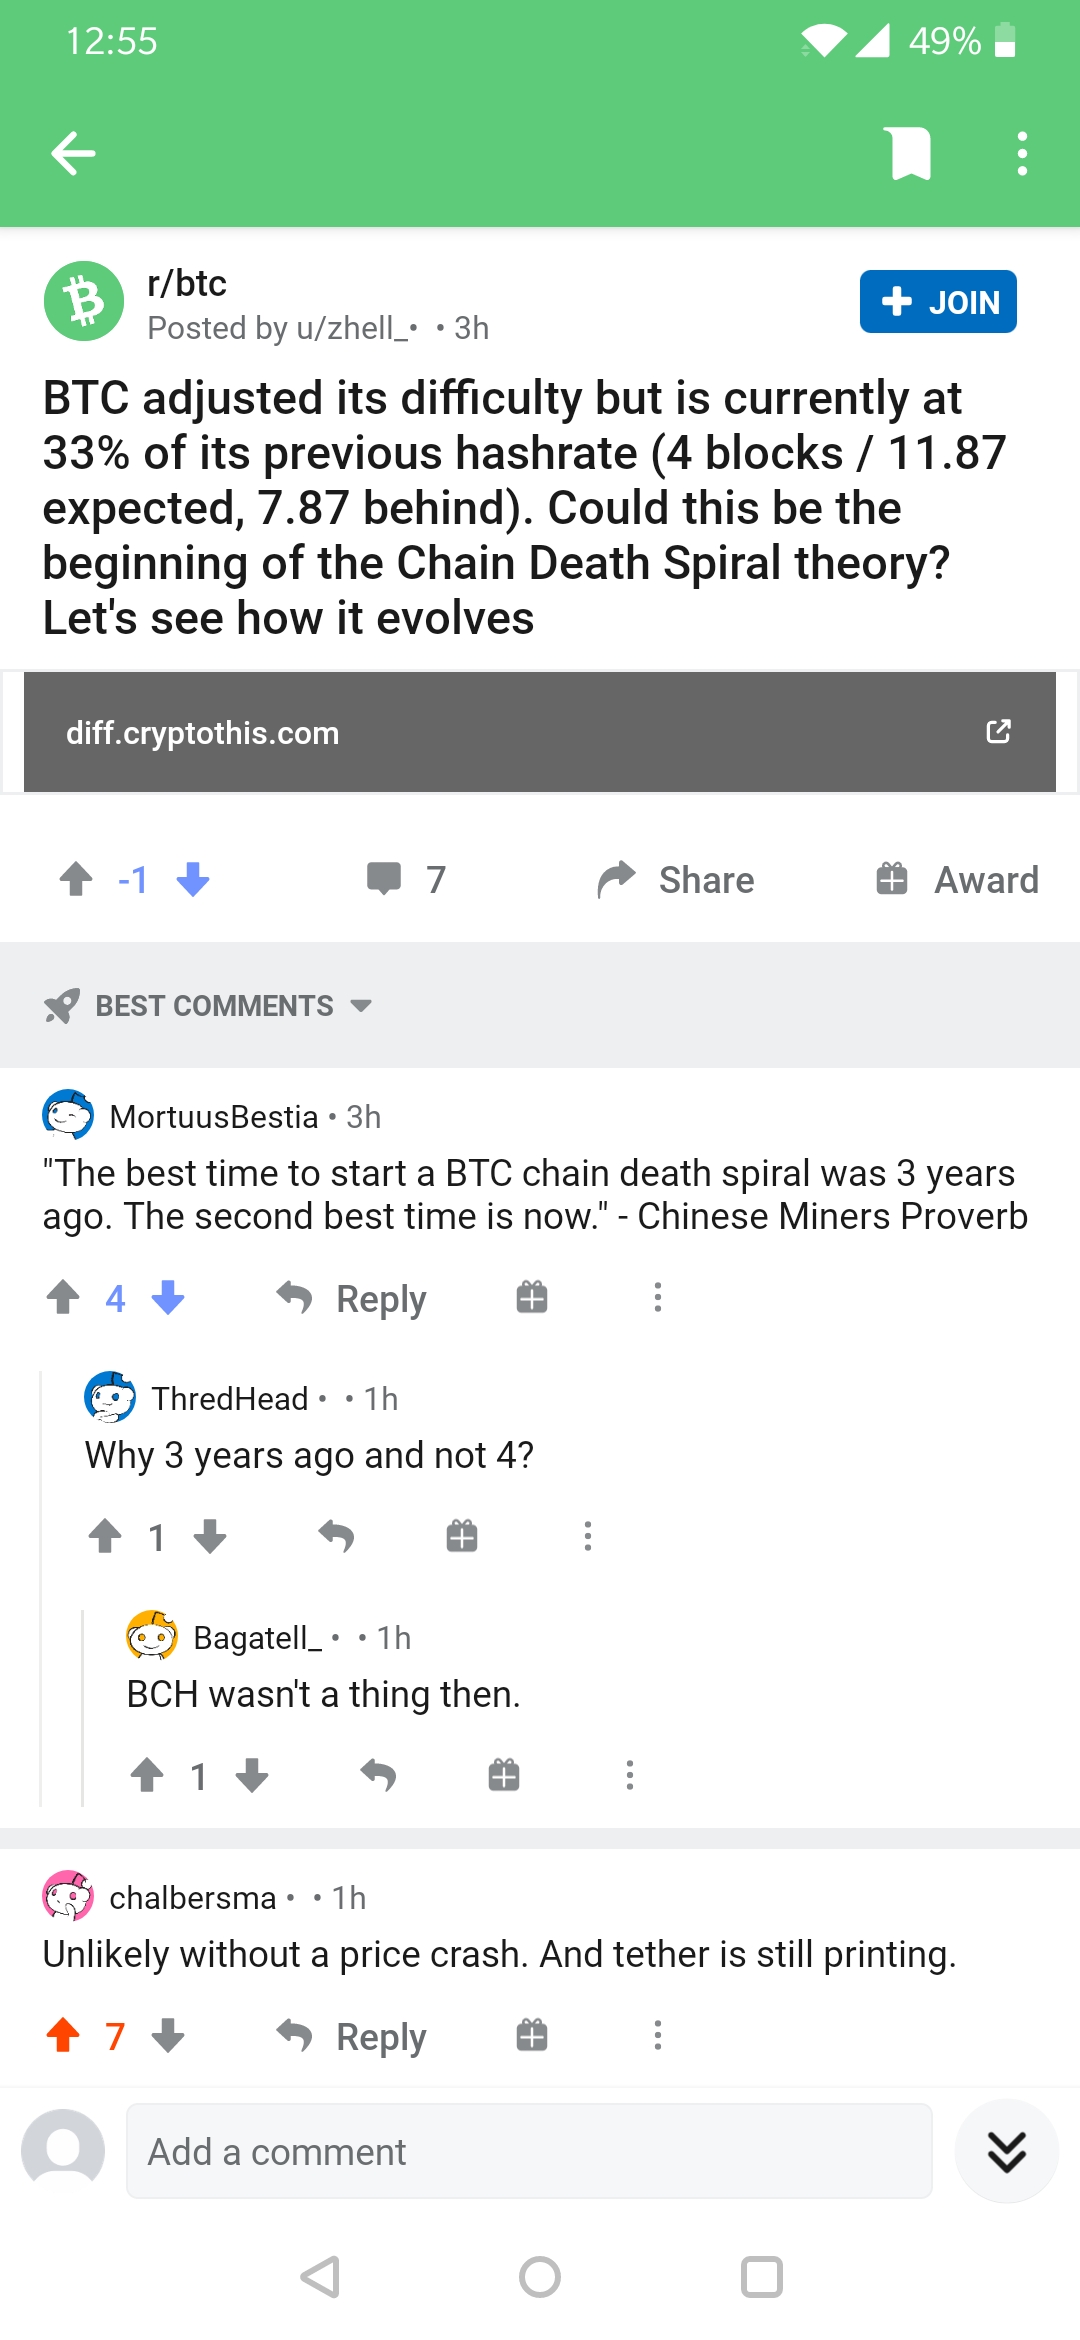 12:55
49%
r/btc
Posted by u/zhell_• • 3h
JOIN
BTC adjusted its difficulty but is currently at
33% of its previous hashrate (4 blocks / 11.87
expected, 7.87 behind). Could this be the
beginning of the Chain Death Spiral theory?
Let's see how it evolves
diff.cryptothis.com
-1
7
Share
Award
BEST COMMENTS
MortuusBestia • 3h
"The best time to start a BTC chain death spiral was 3 years
ago. The second best time is now." - Chinese Miners Proverb
4
Reply
ThredHead • • 1h
Why 3 years ago and not 4?
1
Bagatell_ • • 1h
BCH wasn't a thing then.
1
chalbersma • • 1h
Unlikely without a price crash. And tether is still printing.
7
Reply
Add a comment